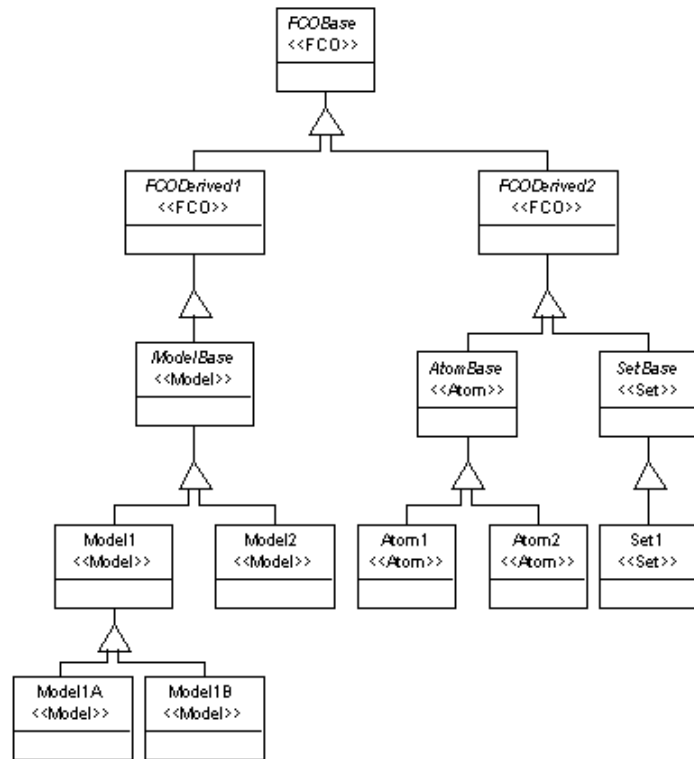 FCOBase
<<FCO>>
FCODerived1
<<FCO>>
FCODerived2
<<FCO>>
ModelBase
<<Model>>
AtomBase
<<Atom>>
SetBase
<<Set>>
Model1
<<Model>>
Model2
<<Model>>
Atom1
<<Atom>>
Atom2
<<Atom>>
Set1
<<Set>>
Model1A
<<Model>>
Model1B
<<Model>>